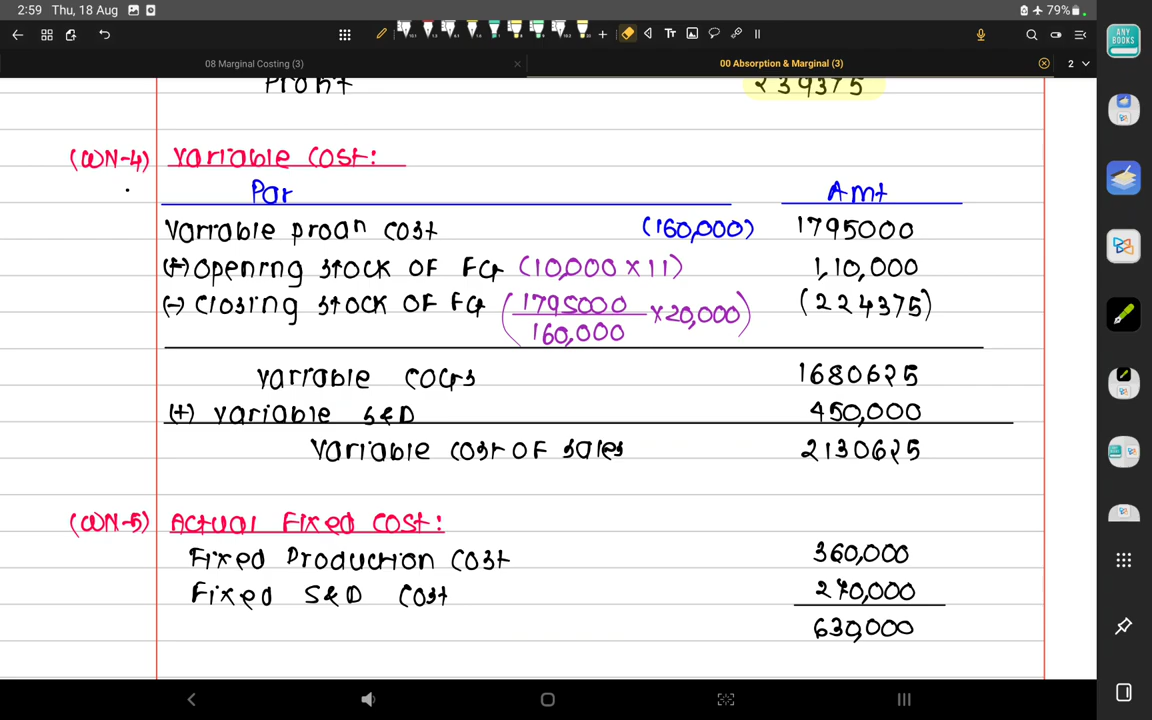 2:59 Thu, 18 Aug
79%
08 Marginal Costing (3)
00 Absorption & Marginal (3)
2
Profit 239375
(WN-4) Variable Cost:
Par Amt
Variable prodn cost (160,000) 1795000
(+) Opening stock OF FG (10,000 × 11) 1,10,000
(-) Closing stock OF FG (1795000 / 160,000 × 20,000) (224375)
Variable COGS 1680625
(+) Variable S&D 450,000
Variable cost OF sales 2130625
(WN-5) Actual Fixed Cost:
Fixed Production Cost 360,000
Fixed S&D Cost 270,000
630,000
ANY BOOKS